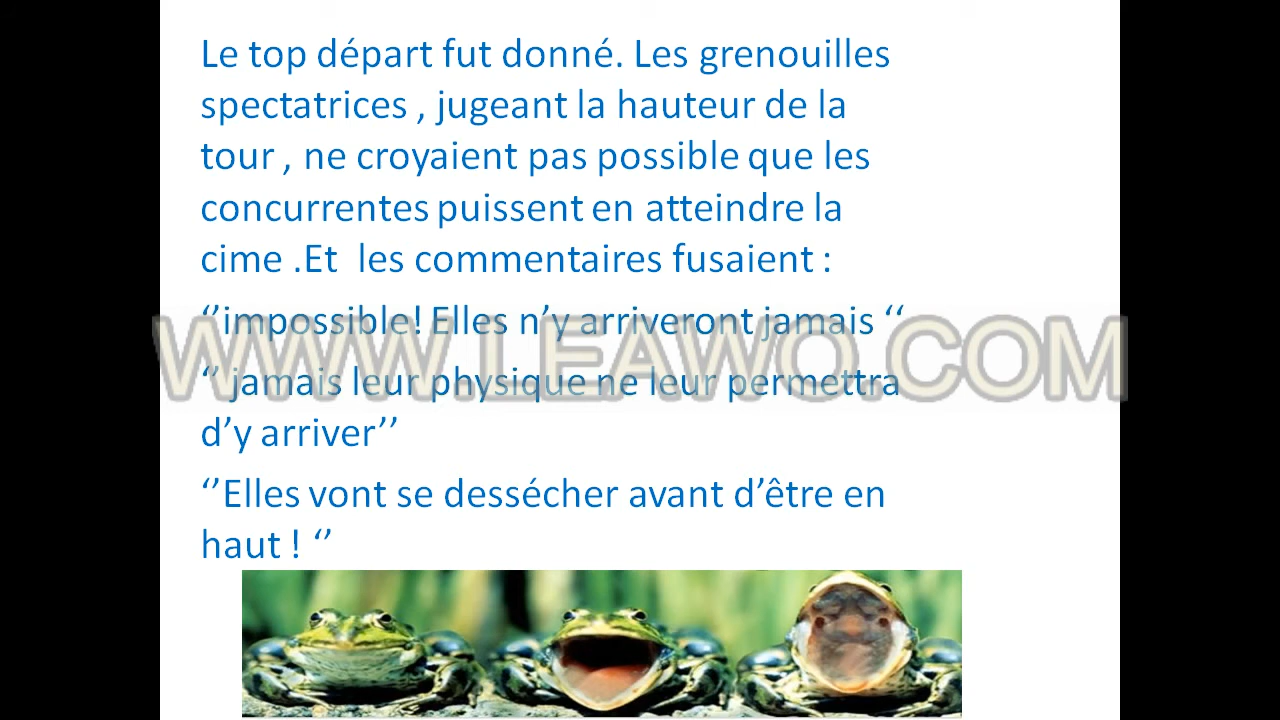 Le top départ fut donné. Les grenouilles
spectatrices , jugeant la hauteur de la
tour , ne croyaient pas possible que les
concurrentes puissent en atteindre la
cime .Et  les commentaires fusaient :
‘’impossible! Elles n’y arriveront jamais ‘‘
WWW.LEAWO.COM
‘’ jamais leur physique ne leur permettra
d’y arriver’’
‘’Elles vont se dessécher avant d’être en
haut ! ‘’